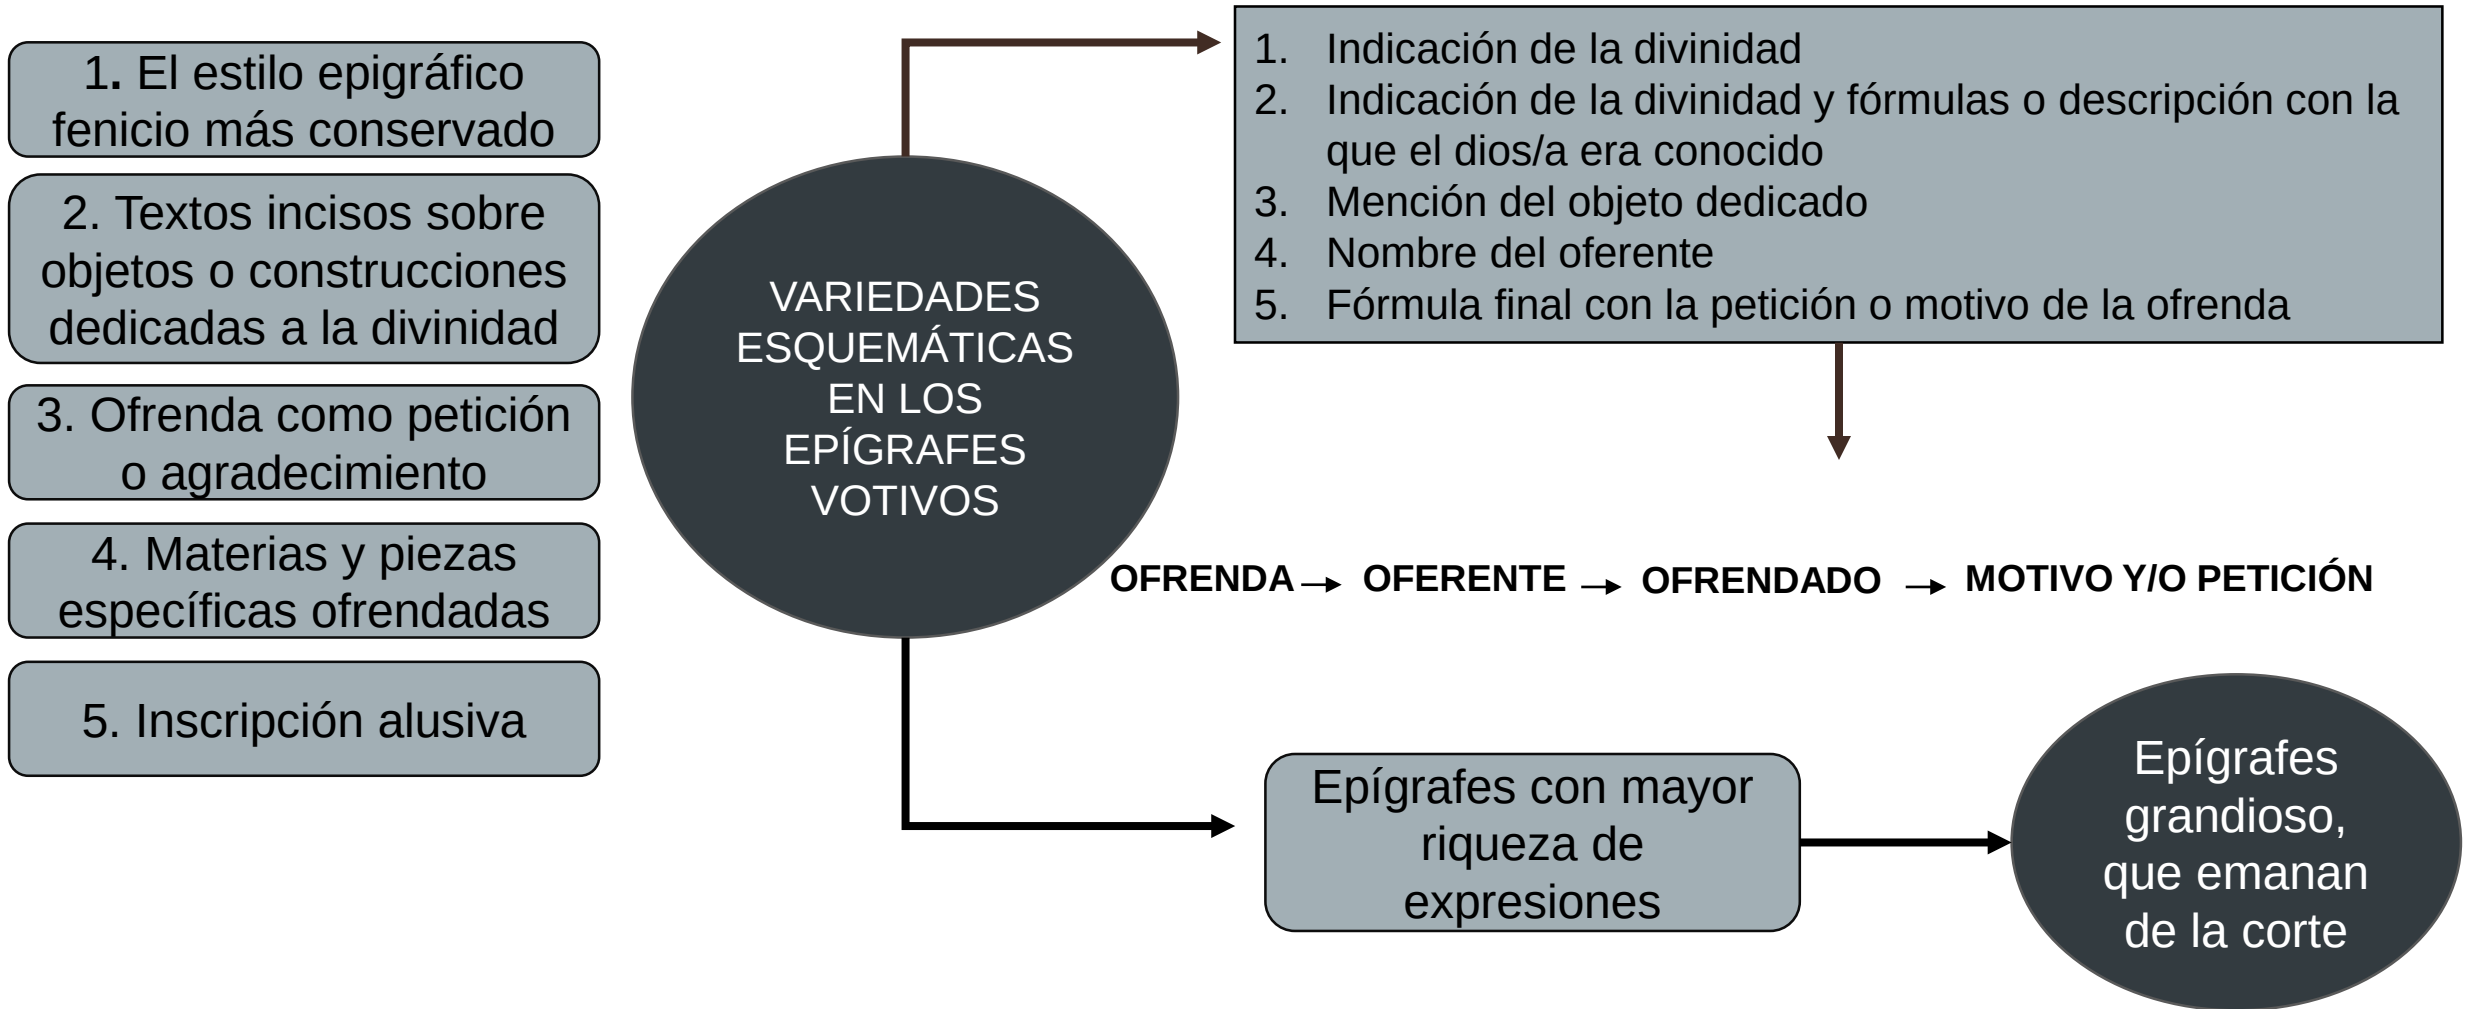 1. El estilo epigráfico
fenicio más conservado
2. Textos incisos sobre
objetos o construcciones
dedicadas a la divinidad
3. Ofrenda como petición
o agradecimiento
4. Materias y piezas
específicas ofrendadas
5. Inscripción alusiva
VARIEDADES
ESQUEMÁTICAS
EN LOS
EPÍGRAFES
VOTIVOS
1. Indicación de la divinidad
2. Indicación de la divinidad y fórmulas o descripción con la
que el dios/a era conocido
3. Mención del objeto dedicado
4. Nombre del oferente
5. Fórmula final con la petición o motivo de la ofrenda
OFRENDA → OFERENTE → OFRENDADO → MOTIVO Y/O PETICIÓN
Epígrafes con mayor
riqueza de
expresiones
Epígrafes
grandioso,
que emanan
de la corte